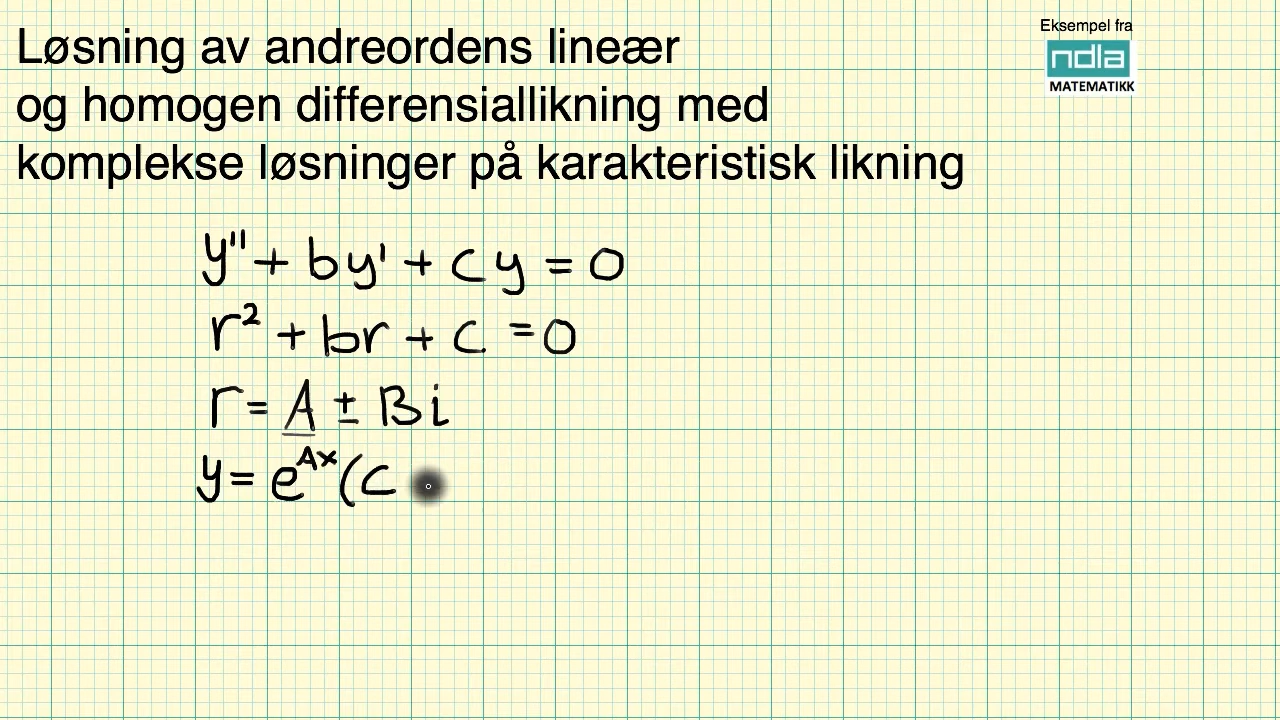 Løsning av andreordens lineær
og homogen differensiallikning med
komplekse løsninger på karakteristisk likning
Eksempel fra
ndla
MATEMATIKK
y'' + by' + cy = 0
r² + br + c = 0
r = A ± Bi
y = e^Ax (C